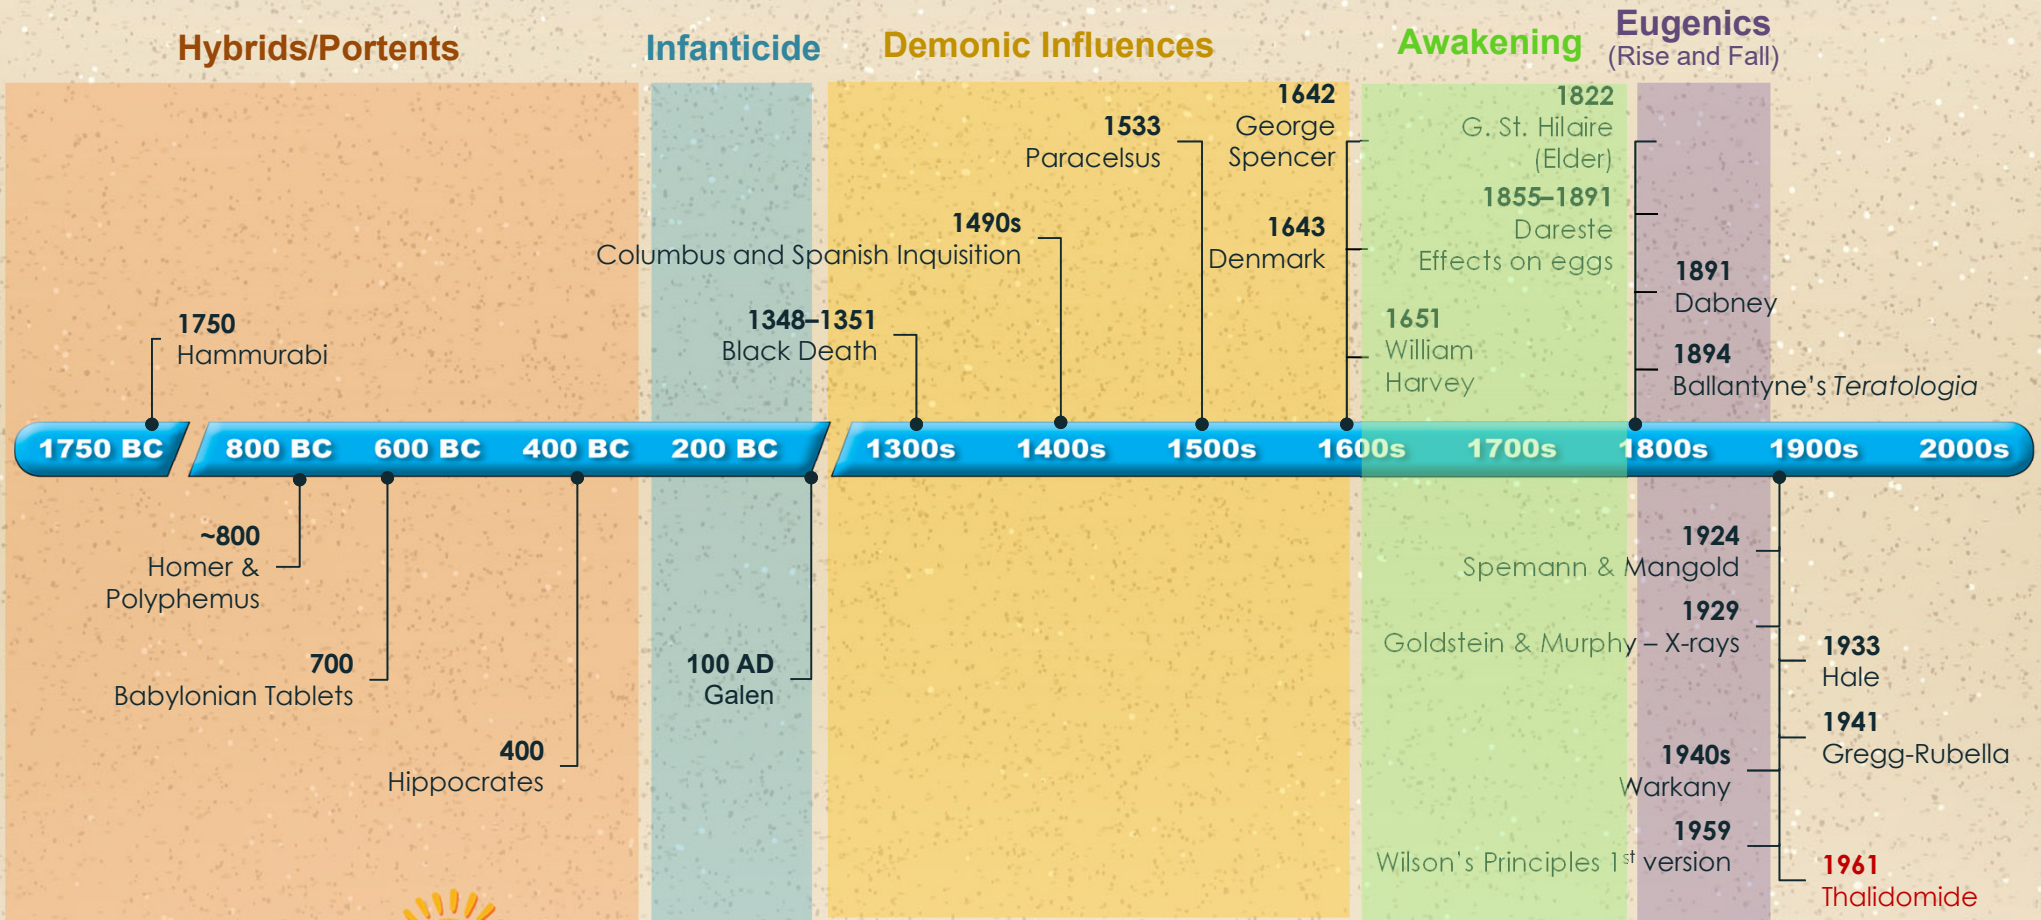 Hybrids/Portents
Infanticide
Demonic Influences
Awakening
Eugenics
(Rise and Fall)
1750
Hammurabi
1348–1351
Black Death
1490s
Columbus and Spanish Inquisition
1533
Paracelsus
1642
George
Spencer
1643
Denmark
1651
William
Harvey
1822
G. St. Hilaire
(Elder)
1855–1891
Dareste
Effects on eggs
1891
Dabney
1894
Ballantyne's Teratologia
1750 BC
800 BC
600 BC
400 BC
200 BC
1300s
1400s
1500s
1600s
1700s
1800s
1900s
2000s
~800
Homer &
Polyphemus
700
Babylonian Tablets
400
Hippocrates
100 AD
Galen
1924
Spemann & Mangold
1929
Goldstein & Murphy – X-rays
1933
Hale
1941
Gregg-Rubella
1940s
Warkany
1959
Wilson's Principles 1st version
1961
Thalidomide